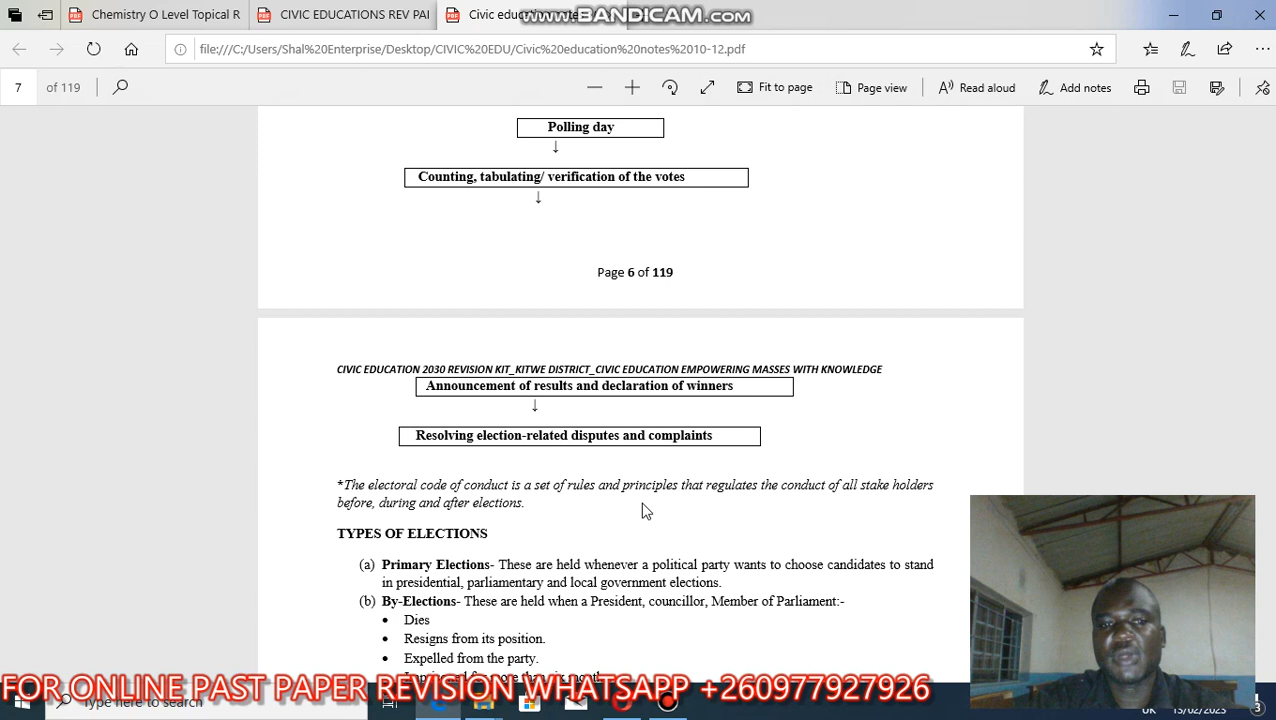 Chemistry O Level Topical R
CIVIC EDUCATIONS REV PAI
Civic educa
www.BANDICAM.com
file:///C:/Users/Shal%20Enterprise/Desktop/CIVIC%20EDU/Civic%20education%20notes%2010-12.pdf
7 of 119
Fit to page
Page view
Read aloud
Add notes
Polling day
↓
Counting, tabulating/ verification of the votes
↓
Page 6 of 119
CIVIC EDUCATION 2030 REVISION KIT_KITWE DISTRICT_CIVIC EDUCATION EMPOWERING MASSES WITH KNOWLEDGE
Announcement of results and declaration of winners
↓
Resolving election-related disputes and complaints
*The electoral code of conduct is a set of rules and principles that regulates the conduct of all stake holders
before, during and after elections.
TYPES OF ELECTIONS
(a) Primary Elections- These are held whenever a political party wants to choose candidates to stand
in presidential, parliamentary and local government elections.
(b) By-Elections- These are held when a President, councillor, Member of Parliament:-
• Dies
• Resigns from its position.
• Expelled from the party.
FOR ONLINE PAST PAPER REVISION WHATSAPP +260977927926
Type here to search
UK
15/02/2023